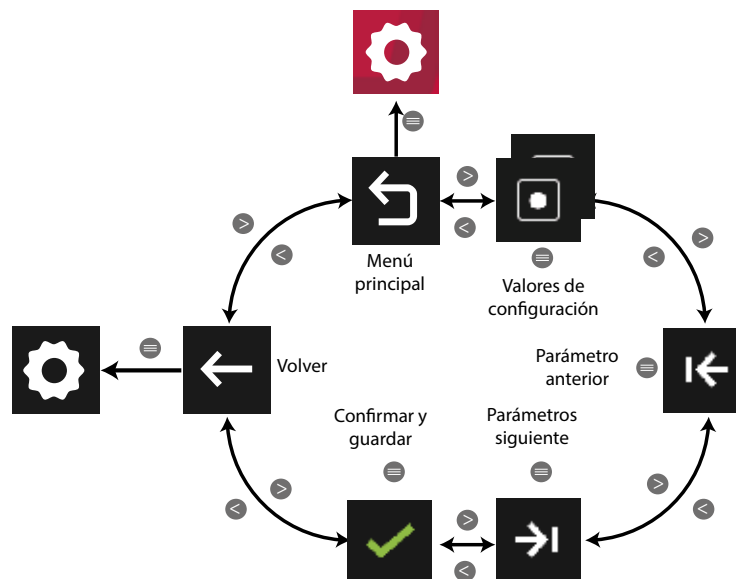 Menú
principal
Valores de
configuración
Volver
Parámetro
anterior
Confirmar y
guardar
Parámetros
siguiente